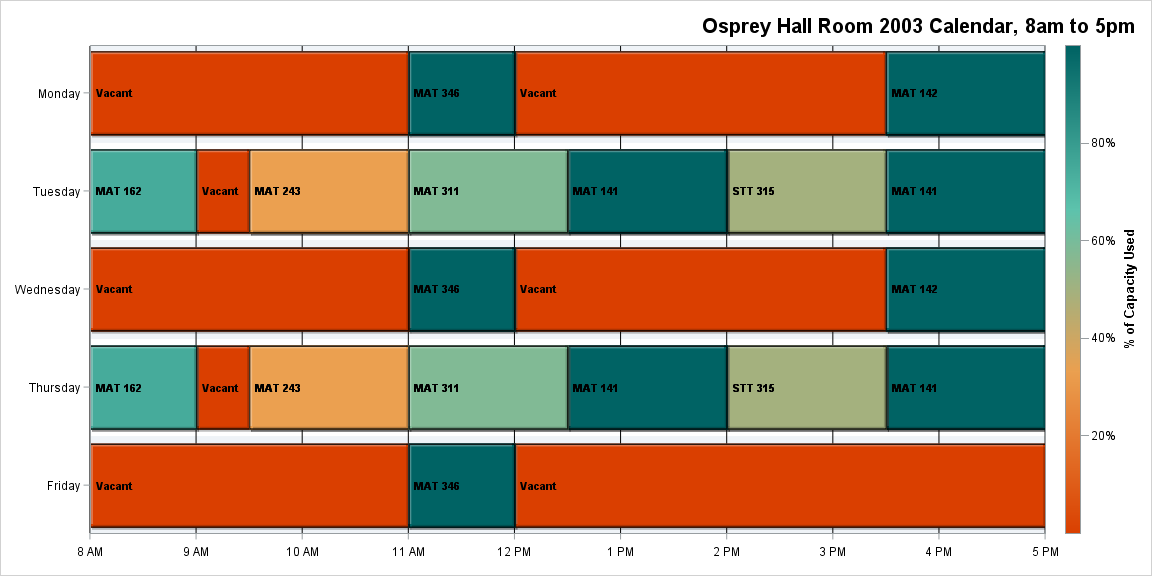 Osprey Hall Room 2003 Calendar, 8am to 5pm
Monday
Vacant
MAT 346
Vacant
MAT 142
Tuesday
MAT 162
Vacant
MAT 243
MAT 311
MAT 141
STT 315
MAT 141
Wednesday
Vacant
MAT 346
Vacant
MAT 142
Thursday
MAT 162
Vacant
MAT 243
MAT 311
MAT 141
STT 315
MAT 141
Friday
Vacant
MAT 346
Vacant
8 AM
9 AM
10 AM
11 AM
12 PM
1 PM
2 PM
3 PM
4 PM
5 PM
80%
60%
40%
20%
% of Capacity Used